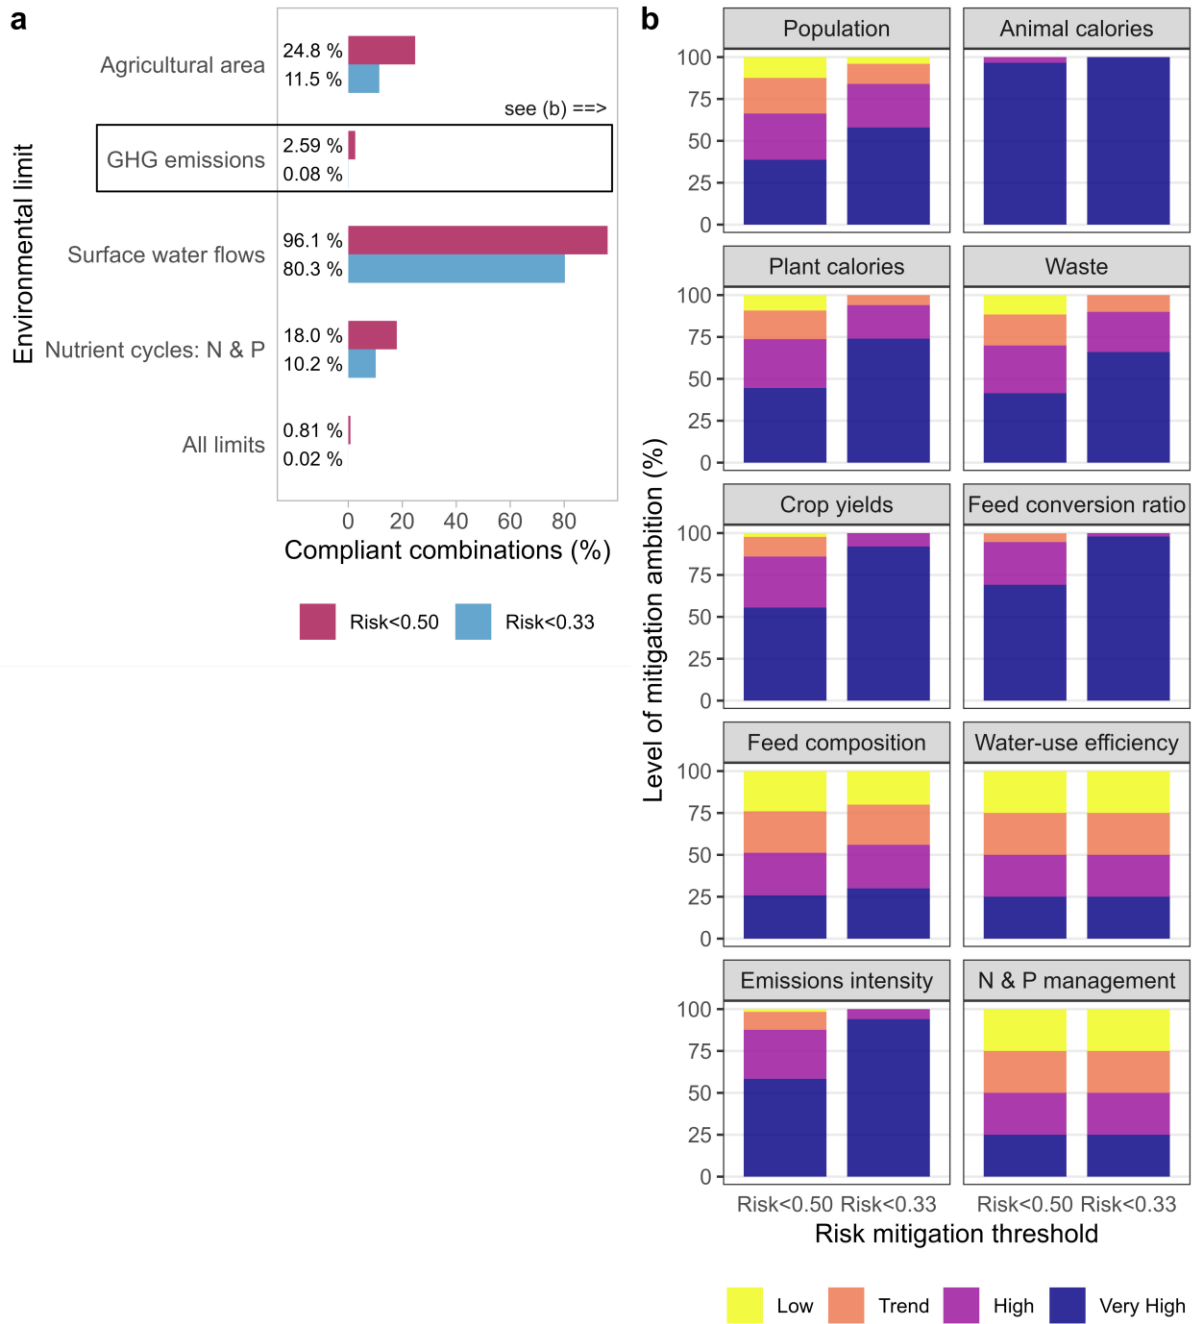 a
Environmental limit
Agricultural area
24.8 %
11.5 %
see (b) ==>
GHG emissions
2.59 %
0.08 %
Surface water flows
96.1 %
80.3 %
Nutrient cycles: N & P
18.0 %
10.2 %
All limits
0.81 %
0.02 %
0 20 40 60 80
Compliant combinations (%)
Risk<0.50 Risk<0.33
b
Level of mitigation ambition (%)
Population Animal calories
100
75
50
25
0
Plant calories Waste
100
75
50
25
0
Crop yields Feed conversion ratio
100
75
50
25
0
Feed composition Water-use efficiency
100
75
50
25
0
Emissions intensity N & P management
100
75
50
25
0
Risk<0.50 Risk<0.33 Risk<0.50 Risk<0.33
Risk mitigation threshold
Low Trend High Very High